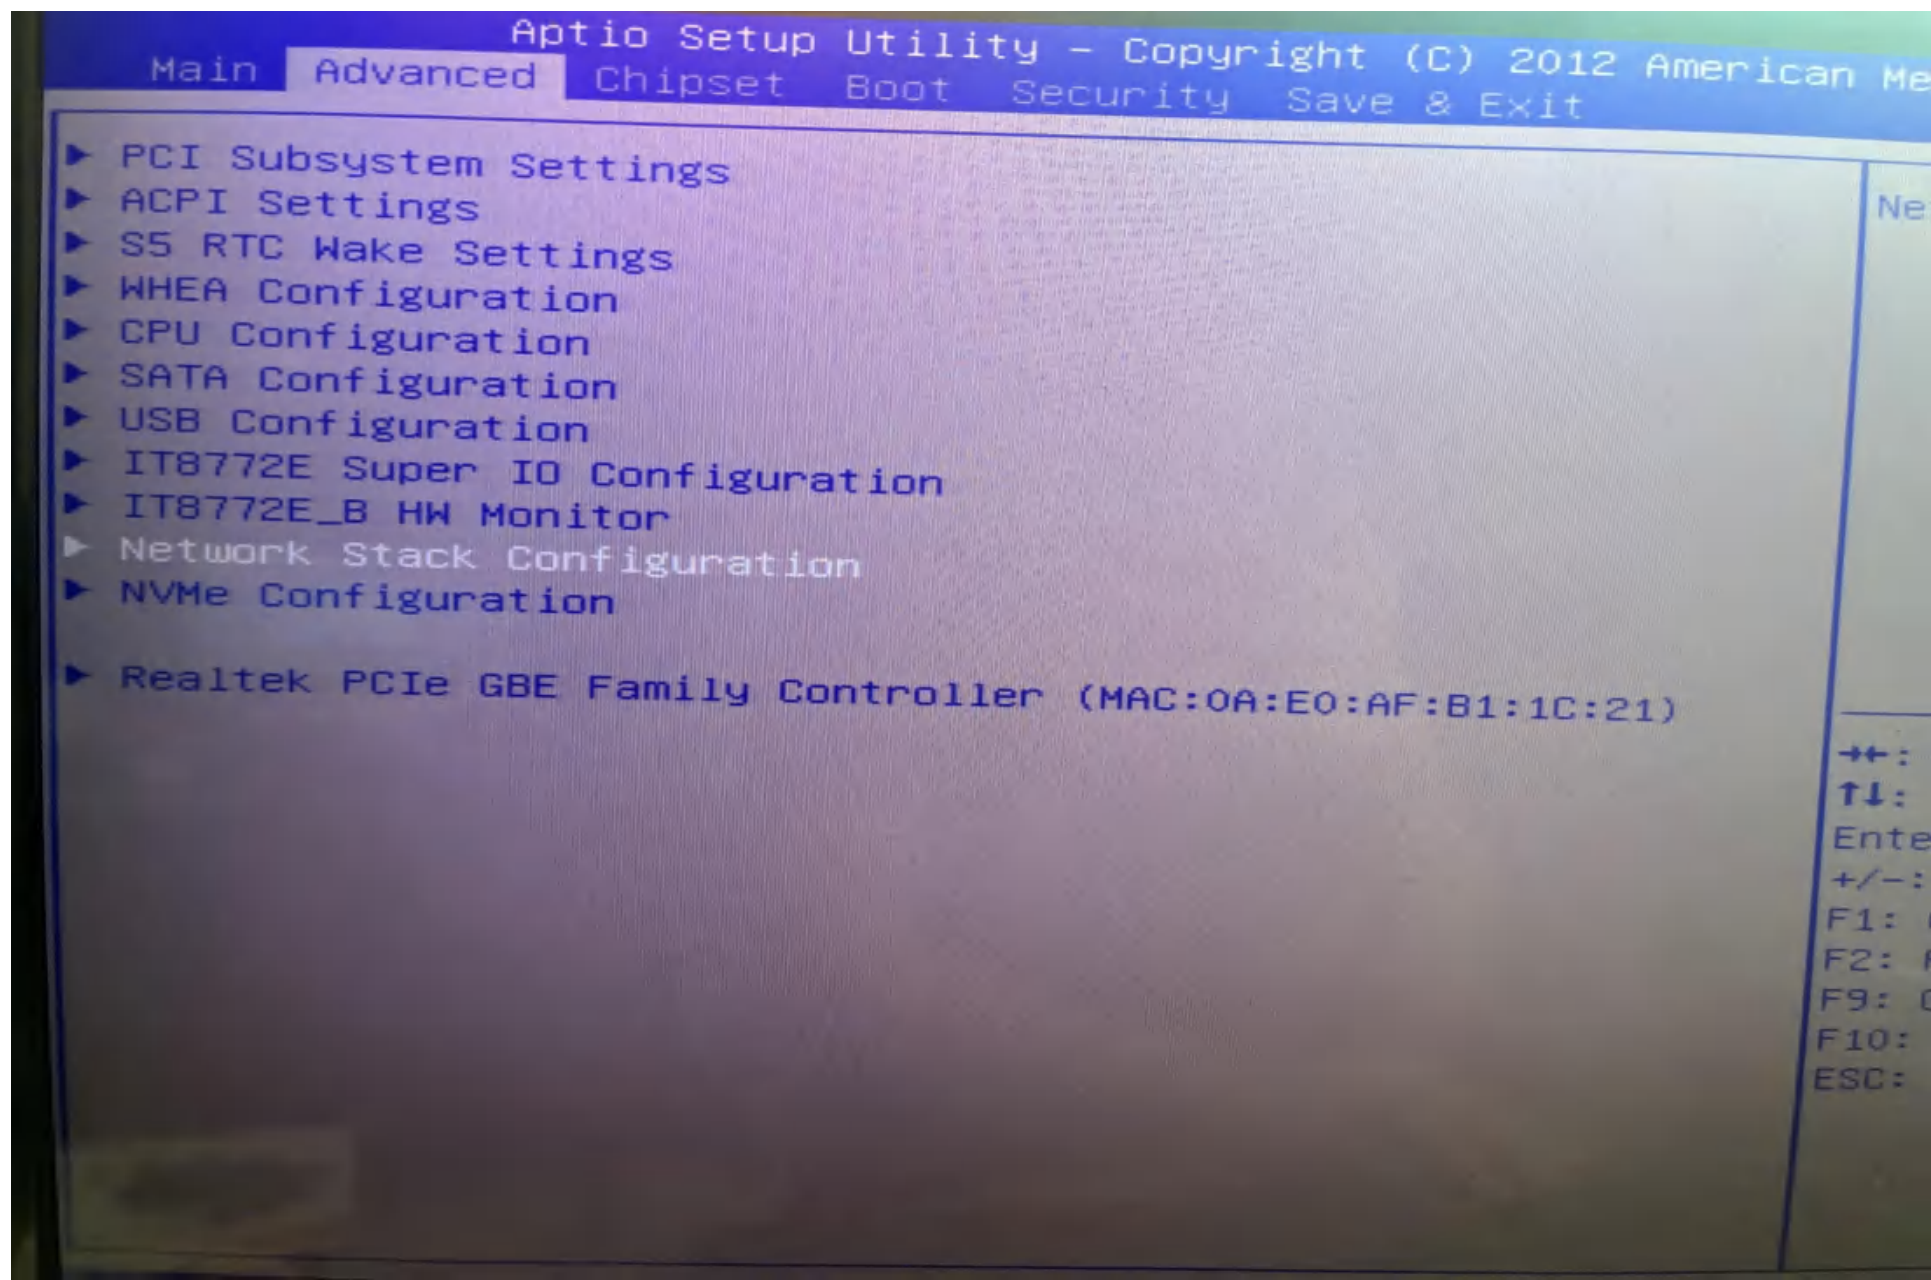 Aptio Setup Utility – Copyright (C) 2012 American
Main Advanced Chipset Boot Security Save & Exit
► PCI Subsystem Settings
► ACPI Settings
► S5 RTC Wake Settings
► WHEA Configuration
► CPU Configuration
► SATA Configuration
► USB Configuration
► IT8772E Super IO Configuration
► IT8772E_B HW Monitor
► Network Stack Configuration
► NVMe Configuration
► Realtek PCIe GBE Family Controller (MAC:0A:E0:AF:B1:1C:21)
Ne
→←:
↑↓:
Ente
+/-:
F1:
F2:
F9:
F10:
ESC: